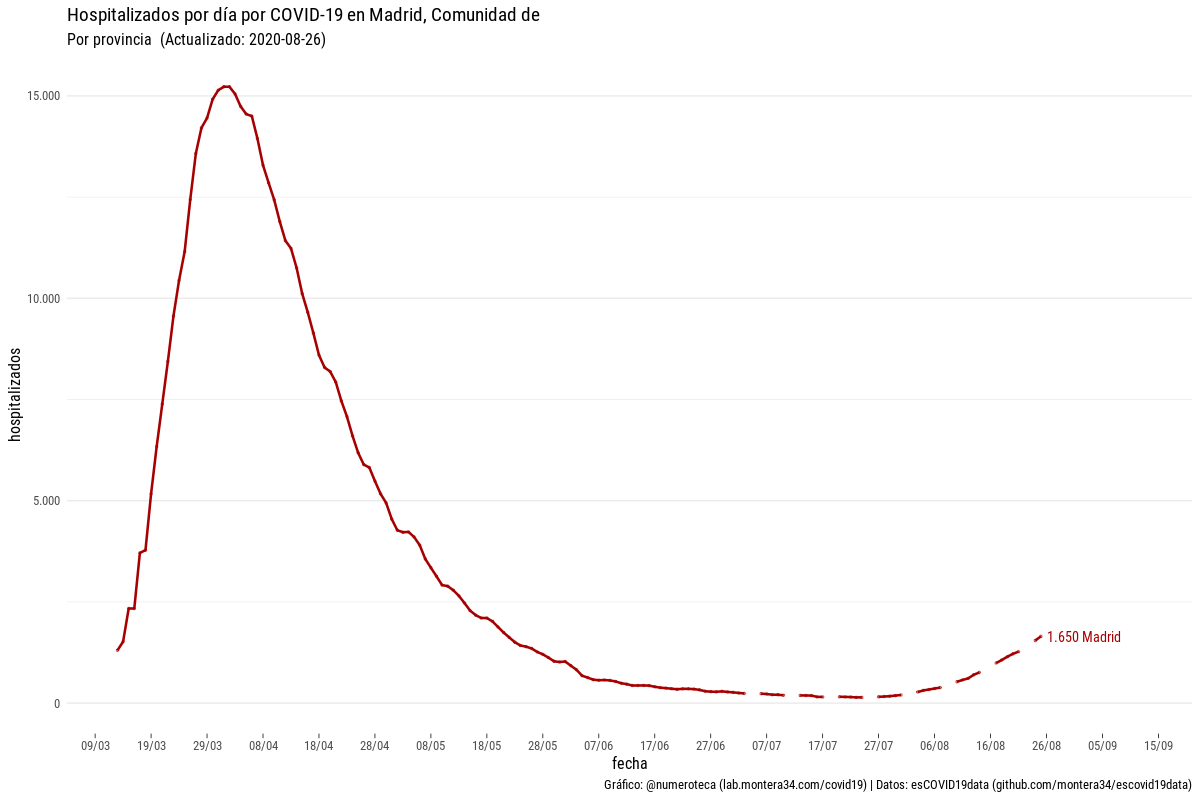 Hospitalizados por día por COVID-19 en Madrid, Comunidad de
Por provincia (Actualizado: 2020-08-26)
15.000
10.000
5.000
0
hospitalizados
1.650 Madrid
09/03 19/03 29/03 08/04 18/04 28/04 08/05 18/05 28/05 07/06 17/06 27/06 07/07 17/07 27/07 06/08 16/08 26/08 05/09 15/09
fecha
Gráfico: @numeroteca (lab.montera34.com/covid19) | Datos: esCOVID19data (github.com/montera34/escovid19data)